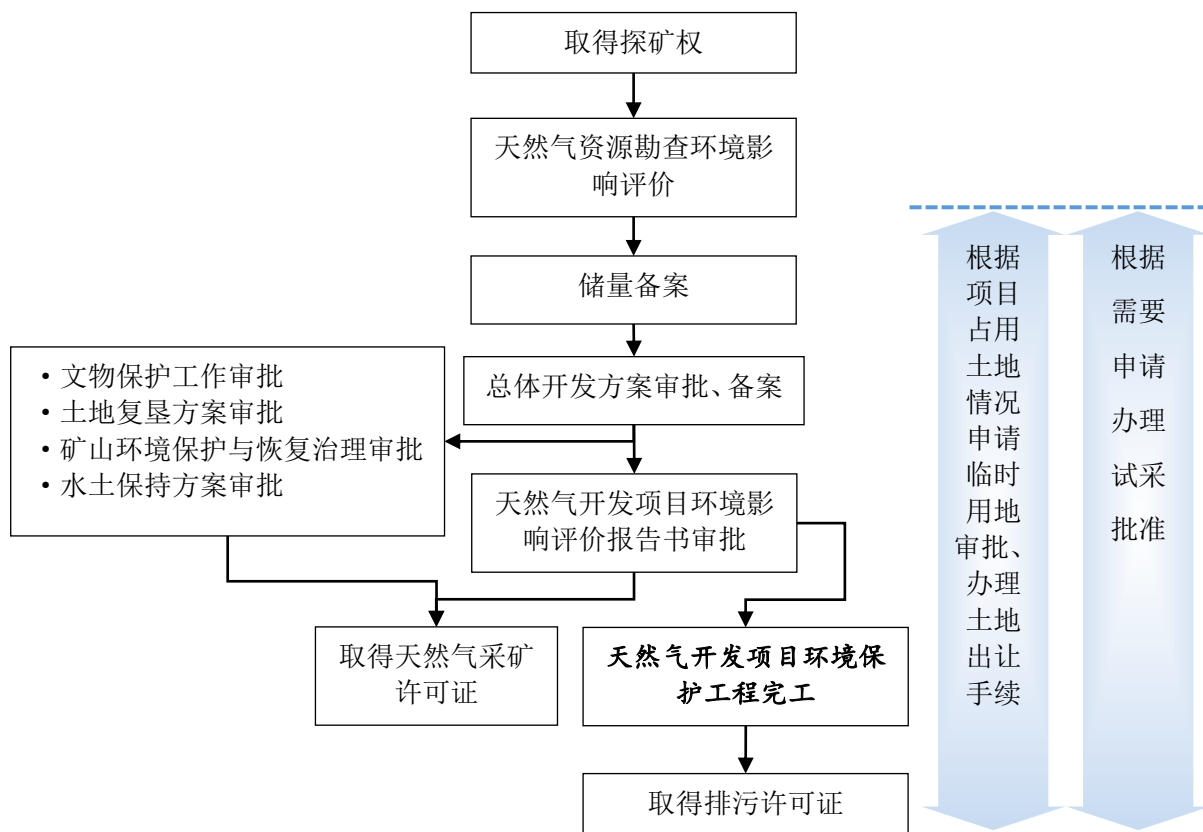 取得探矿权
天然气资源勘查环境影
响评价
储量备案
总体开发方案审批、备案
·文物保护工作审批
·土地复垦方案审批
·矿山环境保护与恢复治理审批
·水土保持方案审批
天然气开发项目环境影
响评价报告书审批
取得天然气采矿
许可证
天然气开发项目环境保
护工程完工
取得排污许可证
根据
项目
占用
土地
情况
申请
临时
用地
审批、
办理
土地
出让
手续
根据
需要
申请
办理
试采
批准